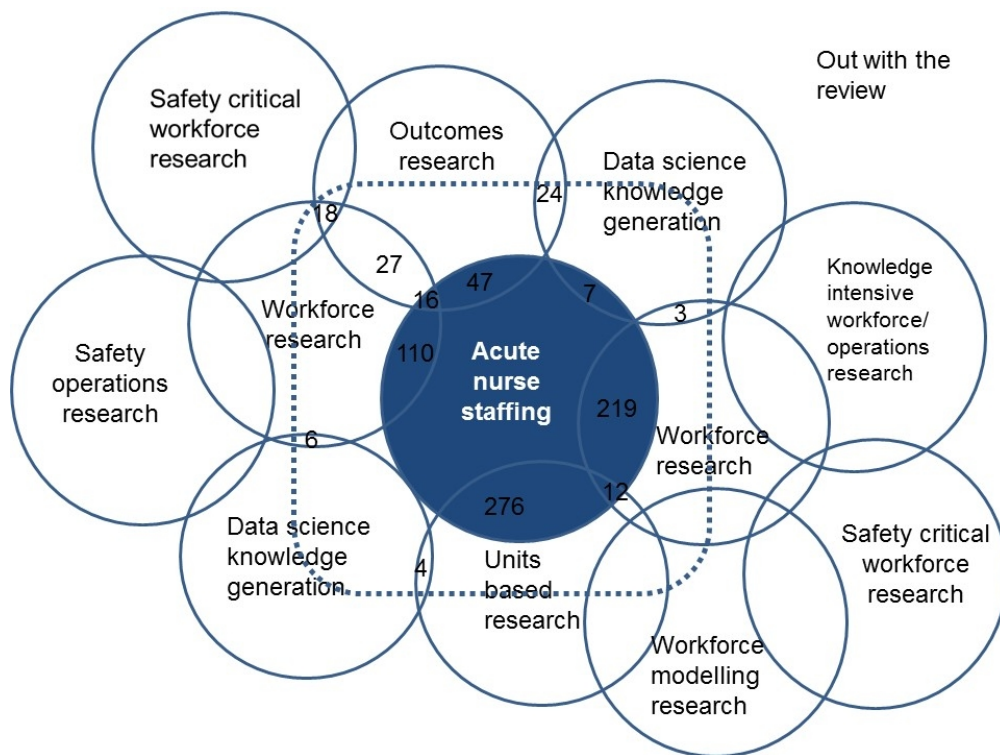 Out with the
review
Safety critical
workforce
research
Outcomes
research
Data science
knowledge
generation
24
18
27
47
16
7
3
Knowledge
intensive
workforce/
operations
research
Workforce
research
110
Acute
nurse
staffing
219
Safety
operations
research
6
Workforce
research
12
276
Data science
knowledge
generation
4
Units
based
research
Safety critical
workforce
research
Workforce
modelling
research